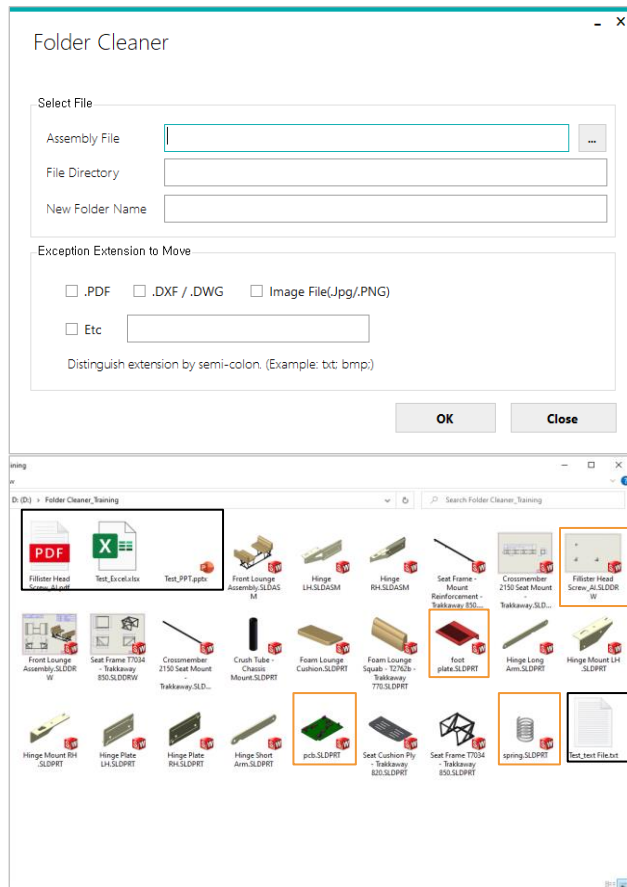 Folder Cleaner
Select File
Assembly File
...
File Directory
New Folder Name
Exception Extension to Move
.PDF
.DXF / .DWG
Image File(.Jpg/.PNG)
Etc
Distinguish extension by semi-colon. (Example: txt; bmp;)
OK
Close
ining
D: (D:) > Folder Cleaner_Training
Search Folder Cleaner_Training
PDF
Fillister Head
Screw_AI.pdf
Test_Excel.xlsx
Test_PPT.pptx
Front Lounge
Assembly.SLDAS
M
Hinge
LH.SLDASM
Hinge
RH.SLDASM
Seat Frame -
Mount
Reinforcement -
Trakkaway 850....
Crossmember
2150 Seat Mount
-
Trakkaway.SLD...
Fillister Head
Screw_AI.SLDDR
W
Front Lounge
Assembly.SLDDR
W
Seat Frame T7034
- Trakkaway
850.SLDDRW
Crossmember
2150 Seat Mount
-
Trakkaway.SLD...
Crush Tube -
Chassis
Mount.SLDPRT
Foam Lounge
Cushion.SLDPRT
Foam Lounge
Squab - T2762b -
Trakkaway
770.SLDPRT
foot
plate.SLDPRT
Hinge Long
Arm.SLDPRT
Hinge Mount LH
.SLDPRT
Hinge Mount RH
.SLDPRT
Hinge Plate
LH.SLDPRT
Hinge Plate
RH.SLDPRT
Hinge Short
Arm.SLDPRT
pcb.SLDPRT
Seat Cushion Ply
- Trakkaway
820.SLDPRT
Seat Frame T7034
- Trakkaway
850.SLDPRT
spring.SLDPRT
Test_text File.txt